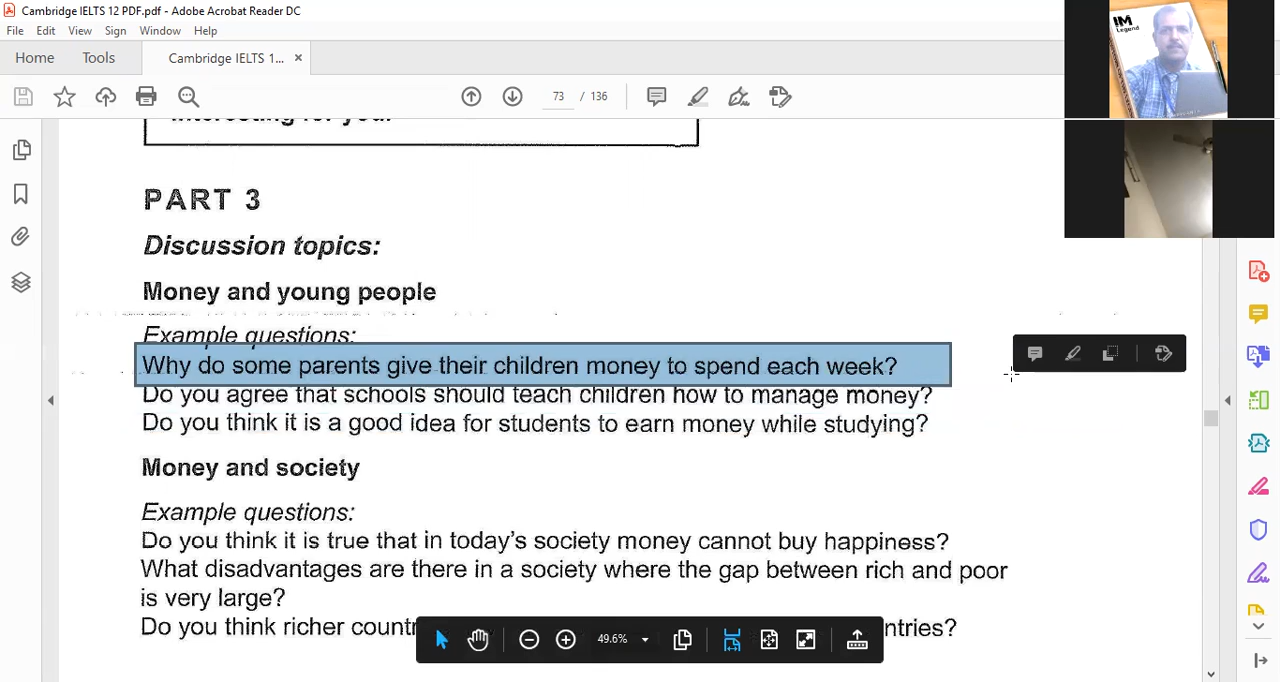 Cambridge IELTS 12 PDF.pdf - Adobe Acrobat Reader DC
File Edit View Sign Window Help
Home Tools Cambridge IELTS 1... ×
73 / 136
IM
Legend
interesting for you.
PART 3
Discussion topics:
Money and young people
Example questions:
Why do some parents give their children money to spend each week?
Do you agree that schools should teach children how to manage money?
Do you think it is a good idea for students to earn money while studying?
Money and society
Example questions:
Do you think it is true that in today's society money cannot buy happiness?
What disadvantages are there in a society where the gap between rich and poor
is very large?
Do you think richer
49.6%